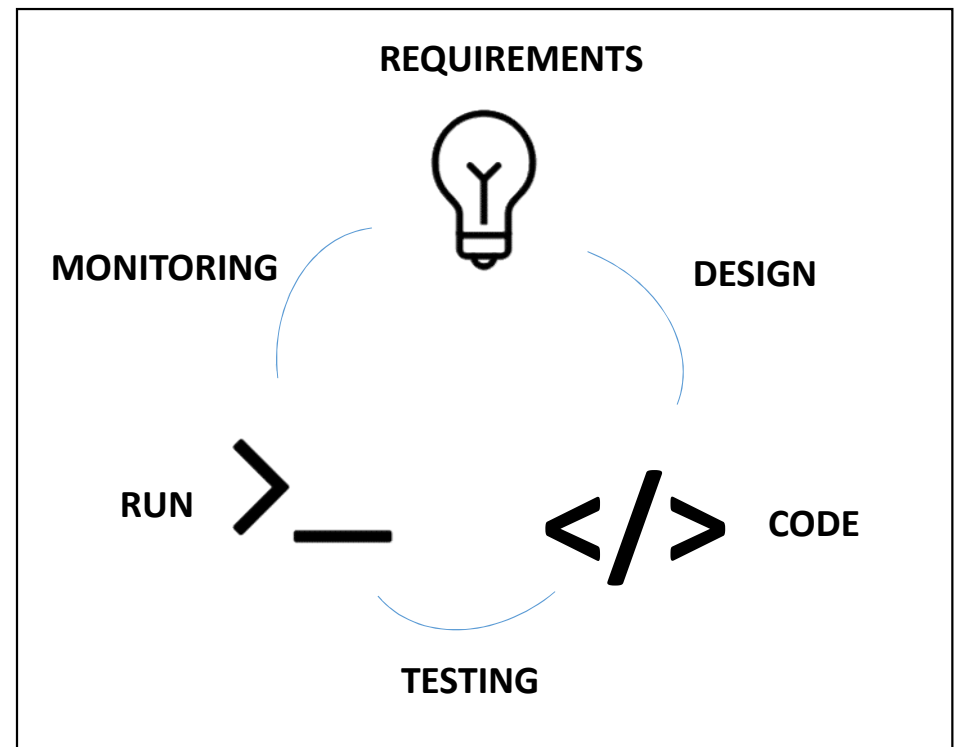 REQUIREMENTS
MONITORING
DESIGN
RUN
>_
</>
CODE
TESTING